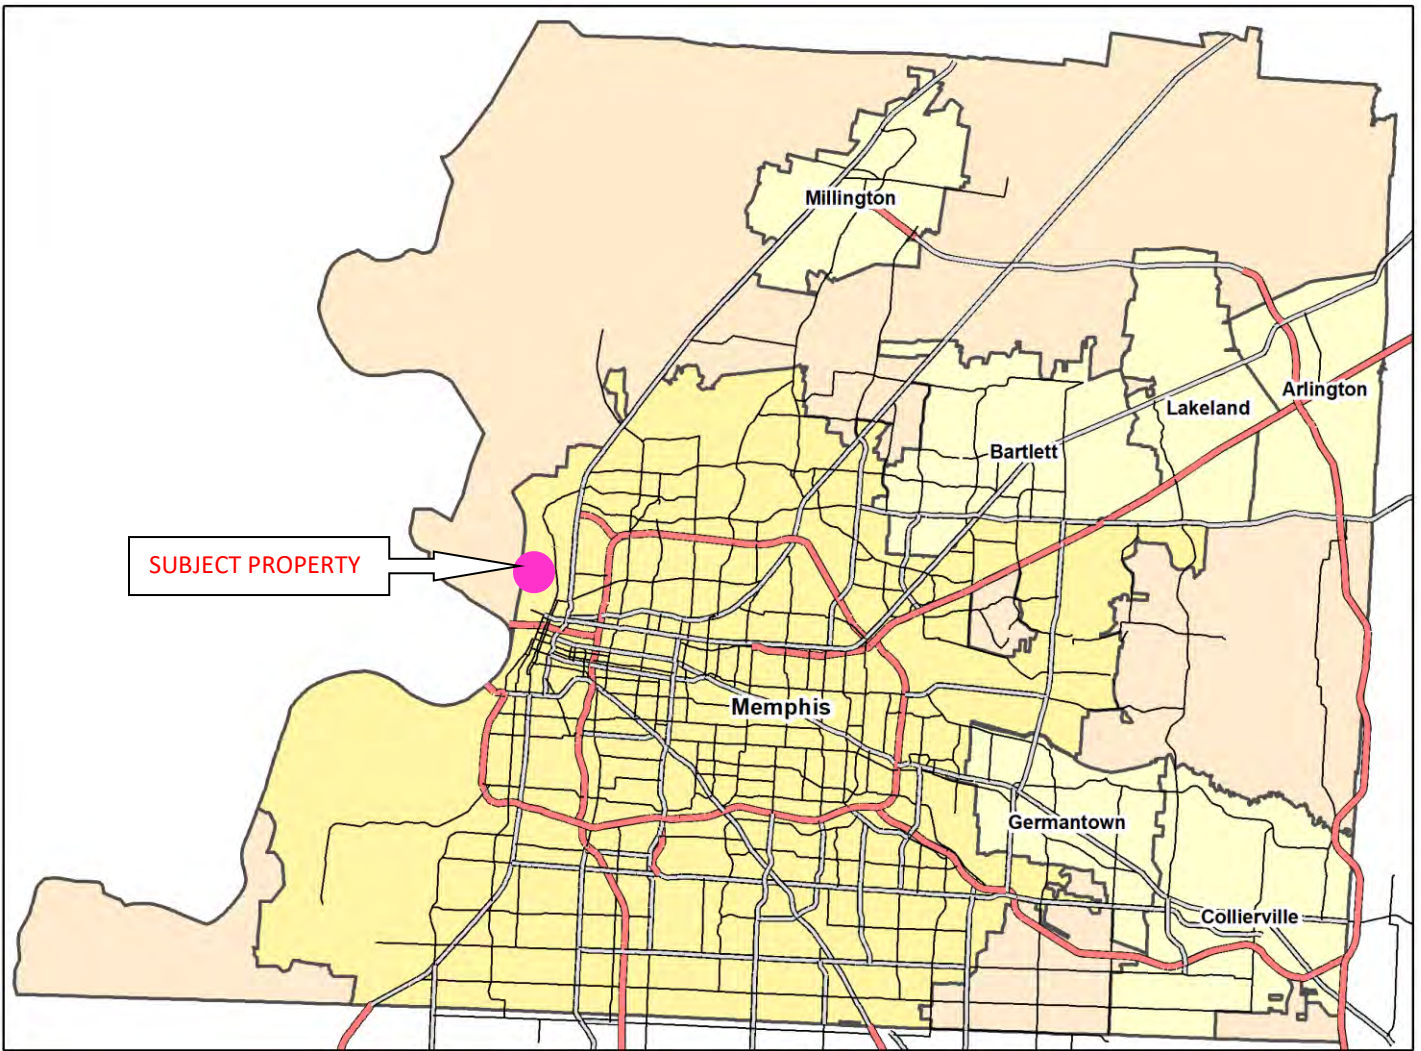 Millington
Arlington
Lakeland
Bartlett
SUBJECT PROPERTY
Memphis
Germantown
Collierville